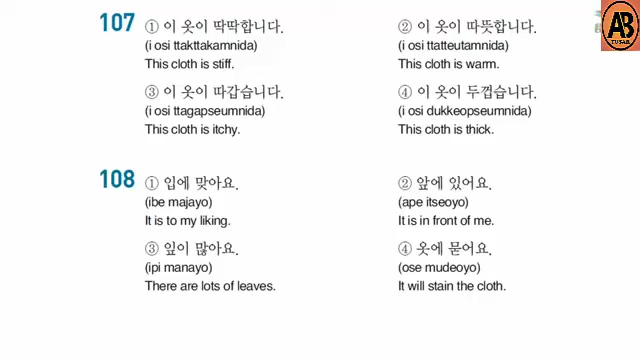 107
① 이 옷이 딱딱합니다.
(i osi ttakttakamnida)
This cloth is stiff.
② 이 옷이 따뜻합니다.
(i osi ttatteutamnida)
This cloth is warm.
③ 이 옷이 따갑습니다.
(i osi ttagapseumnida)
This cloth is itchy.
④ 이 옷이 두껍습니다.
(i osi dukkeopseumnida)
This cloth is thick.
108
① 입에 맞아요.
(ibe majayo)
It is to my liking.
② 앞에 있어요.
(ape itseoyo)
It is in front of me.
③ 잎이 많아요.
(ipi manayo)
There are lots of leaves.
④ 옷에 묻어요.
(ose mudeoyo)
It will stain the cloth.
AB
TUSAR